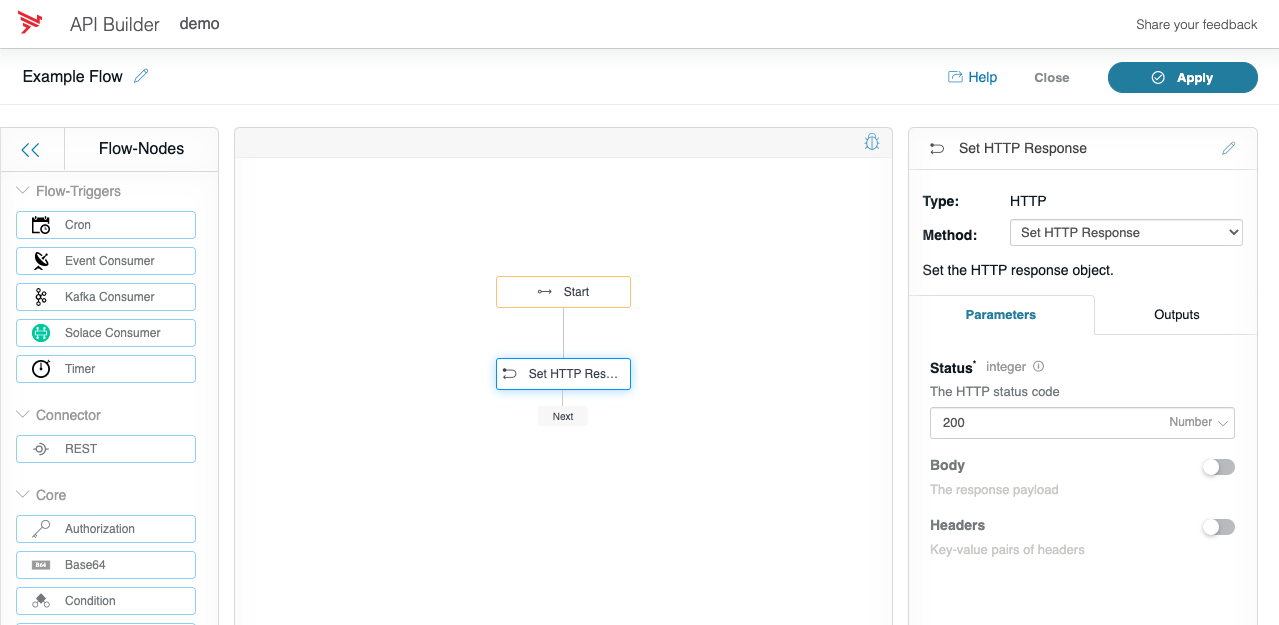 API Builder demo Share your feedback
Example Flow Help Close Apply
Flow-Nodes
Flow-Triggers
Cron
Event Consumer
Kafka Consumer
Solace Consumer
Timer
Connector
REST
Core
Authorization
B64 Base64
Condition
Start
Set HTTP Res...
Next
Set HTTP Response
Type: HTTP
Method: Set HTTP Response
Set the HTTP response object.
Parameters Outputs
Status* integer
The HTTP status code
200 Number
Body
The response payload
Headers
Key-value pairs of headers